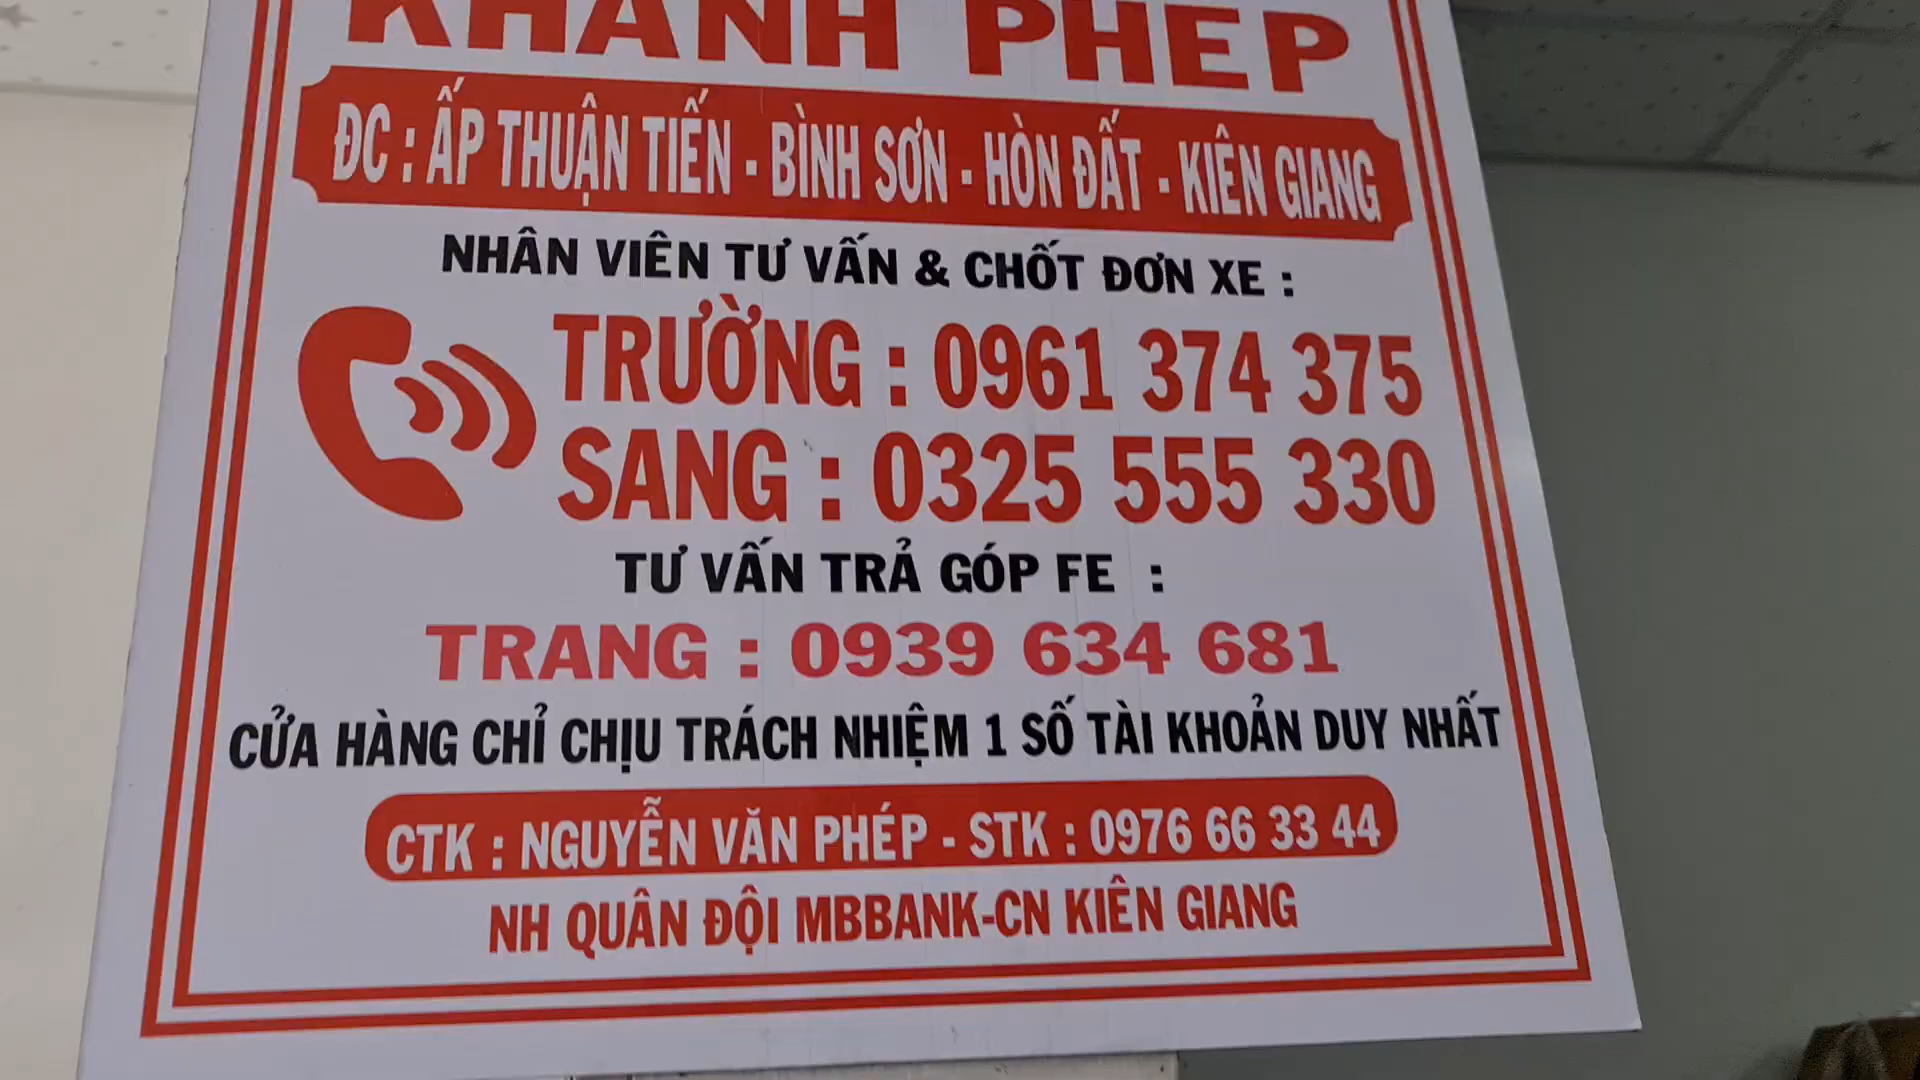 KHANH PHÉP
ĐC : ẤP THUẬN TIẾN - BÌNH SƠN - HÒN ĐẤT - KIÊN GIANG
NHÂN VIÊN TƯ VẤN & CHỐT ĐƠN XE :
TRƯỜNG : 0961 374 375
SANG : 0325 555 330
TƯ VẤN TRẢ GÓP FE :
TRANG : 0939 634 681
CỬA HÀNG CHỈ CHỊU TRÁCH NHIỆM 1 SỐ TÀI KHOẢN DUY NHẤT
CTK : NGUYỄN VĂN PHÉP - STK : 0976 66 33 44
NH QUÂN ĐỘI MBBANK-CN KIÊN GIANG